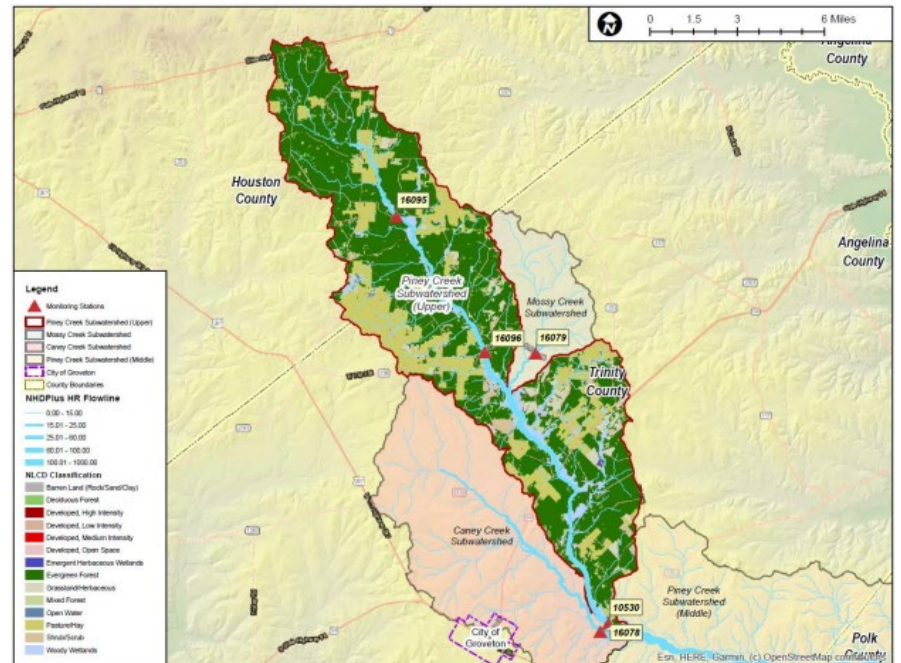 0 1.5 3 6 Miles
Angelina
County
Houston
County
16095
Angelina
County
Piney Creek
Subwatershed
(Upper)
Mossy Creek
Subwatershed
16096
16079
Trinity
County
Legend
Monitoring Stations
Piney Creek Subwatershed (Upper)
Mossy Creek Subwatershed
Caney Creek Subwatershed
Piney Creek Subwatershed (Middle)
City of Groveton
County Boundaries
NHDPlus HR Flowline
0.00 - 15.00
15.01 - 25.00
25.01 - 60.00
60.01 - 100.00
100.01 - 1000.00
NLCD Classification
Barren Land (Rock/Sand/Clay)
Deciduous Forest
Developed, High Intensity
Developed, Low Intensity
Developed, Medium Intensity
Developed, Open Space
Emergent Herbaceous Wetlands
Evergreen Forest
Grassland/Herbaceous
Mixed Forest
Open Water
Pasture/Hay
Shrub/Scrub
Woody Wetlands
Caney Creek
Subwatershed
Piney Creek
Subwatershed
(Middle)
10530
16078
City of
Groveton
Polk
County
Esri, HERE, Garmin, (c) OpenStreetMap